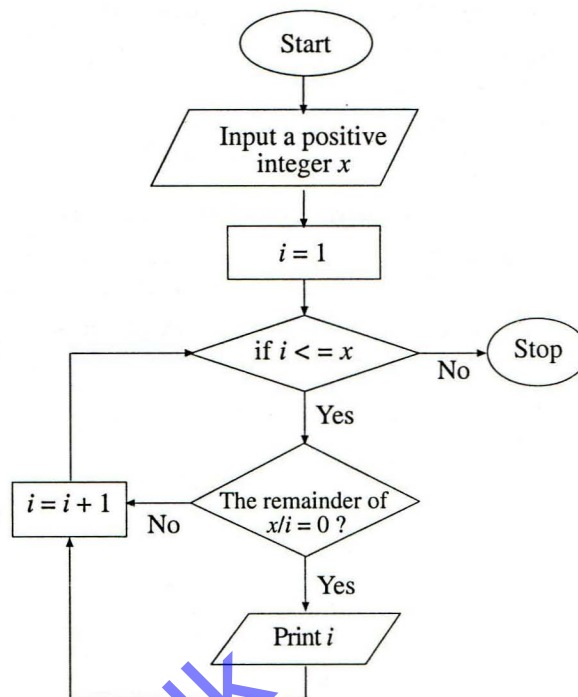 Start
Input a positive
integer x
i = 1
if i < = x
No
Stop
Yes
i = i + 1
No
The remainder of
x/i = 0 ?
Yes
Print i